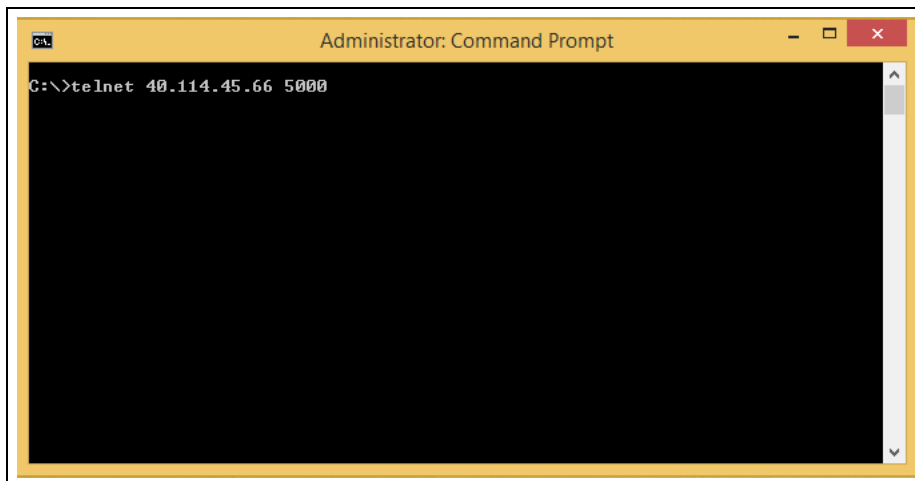 Administrator: Command Prompt
C:\>telnet 40.114.45.66 5000